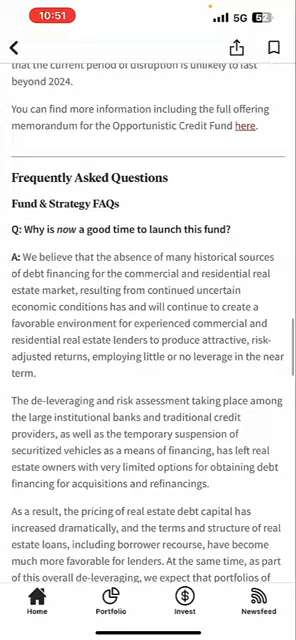 10:51
5G 52
that the current period of disruption is unlikely to last
beyond 2024.
You can find more information including the full offering
memorandum for the Opportunistic Credit Fund here.
Frequently Asked Questions
Fund & Strategy FAQs
Q: Why is now a good time to launch this fund?
A: We believe that the absence of many historical sources
of debt financing for the commercial and residential real
estate market, resulting from continued uncertain
economic conditions has and will continue to create a
favorable environment for experienced commercial and
residential real estate lenders to produce attractive, risk-
adjusted returns, employing little or no leverage in the near
term.
The de-leveraging and risk assessment taking place among
the large institutional banks and traditional credit
providers, as well as the temporary suspension of
securitized vehicles as a means of financing, has left real
estate owners with very limited options for obtaining debt
financing for acquisitions and refinancings.
As a result, the pricing of real estate debt capital has
increased dramatically, and the terms and structure of real
estate loans, including borrower recourse, have become
much more favorable for lenders. At the same time, as part
of this overall de-leveraging, we expect that portfolios of
Home
Portfolio
Invest
Newsfeed